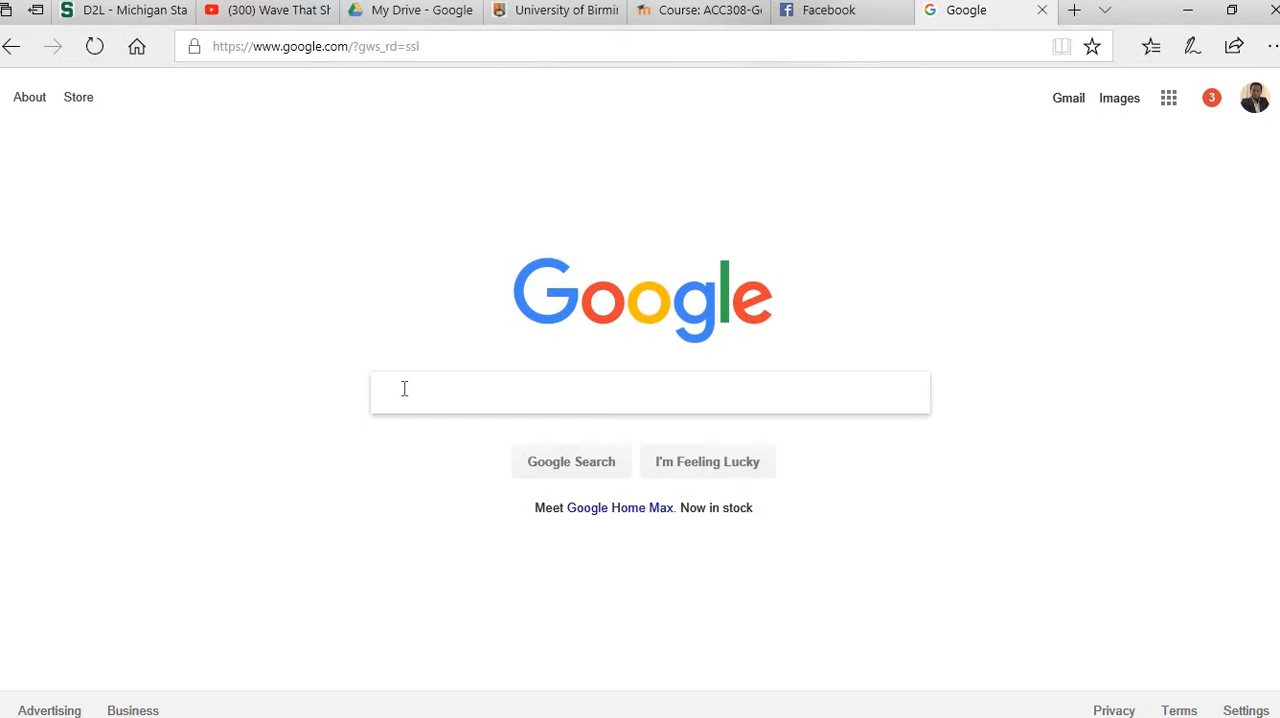 D2L - Michigan Sta (300) Wave That Sh My Drive - Google University of Birmi Course: ACC308-G Facebook Google
https://www.google.com/?gws_rd=ssl
About Store Gmail Images 3
Google
Google Search I'm Feeling Lucky
Meet Google Home Max. Now in stock
Advertising Business Privacy Terms Settings